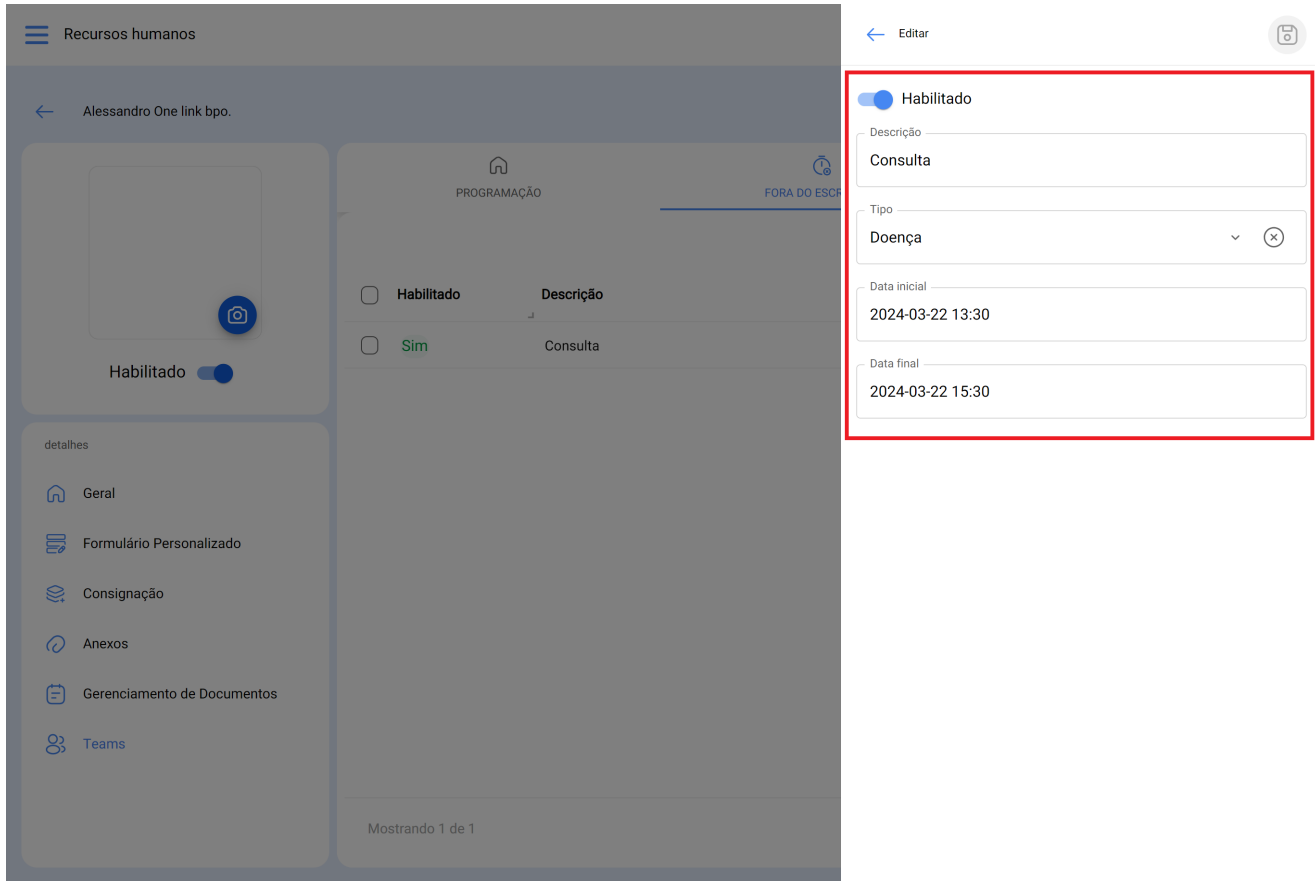 Recursos humanos
Alessandro One link bpo.
Habilitado
detalhes
Geral
Formulário Personalizado
Consignação
Anexos
Gerenciamento de Documentos
Teams
PROGRAMAÇÃO
FORA DO ESCR
Habilitado Descrição
Sim Consulta
Mostrando 1 de 1
Editar
Habilitado
Descrição
Consulta
Tipo
Doença
Data inicial
2024-03-22 13:30
Data final
2024-03-22 15:30